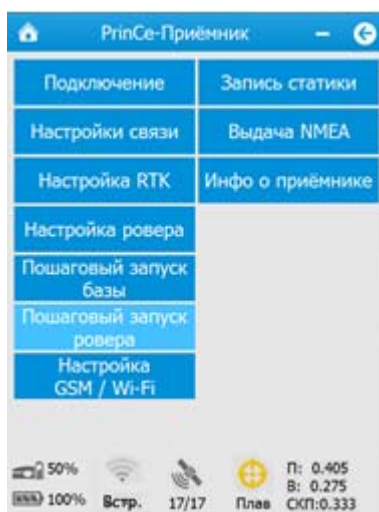 PrinCe-Приёмник
Подключение
Запись статики
Настройки связи
Выдача NMEA
Настройка RTK
Инфо о приёмнике
Настройка ровера
Пошаговый запуск
базы
Пошаговый запуск
ровера
Настройка
GSM / Wi-Fi
50%
100%
Встр.
17/17
Плав
П: 0.405
В: 0.275
СКП:0.333